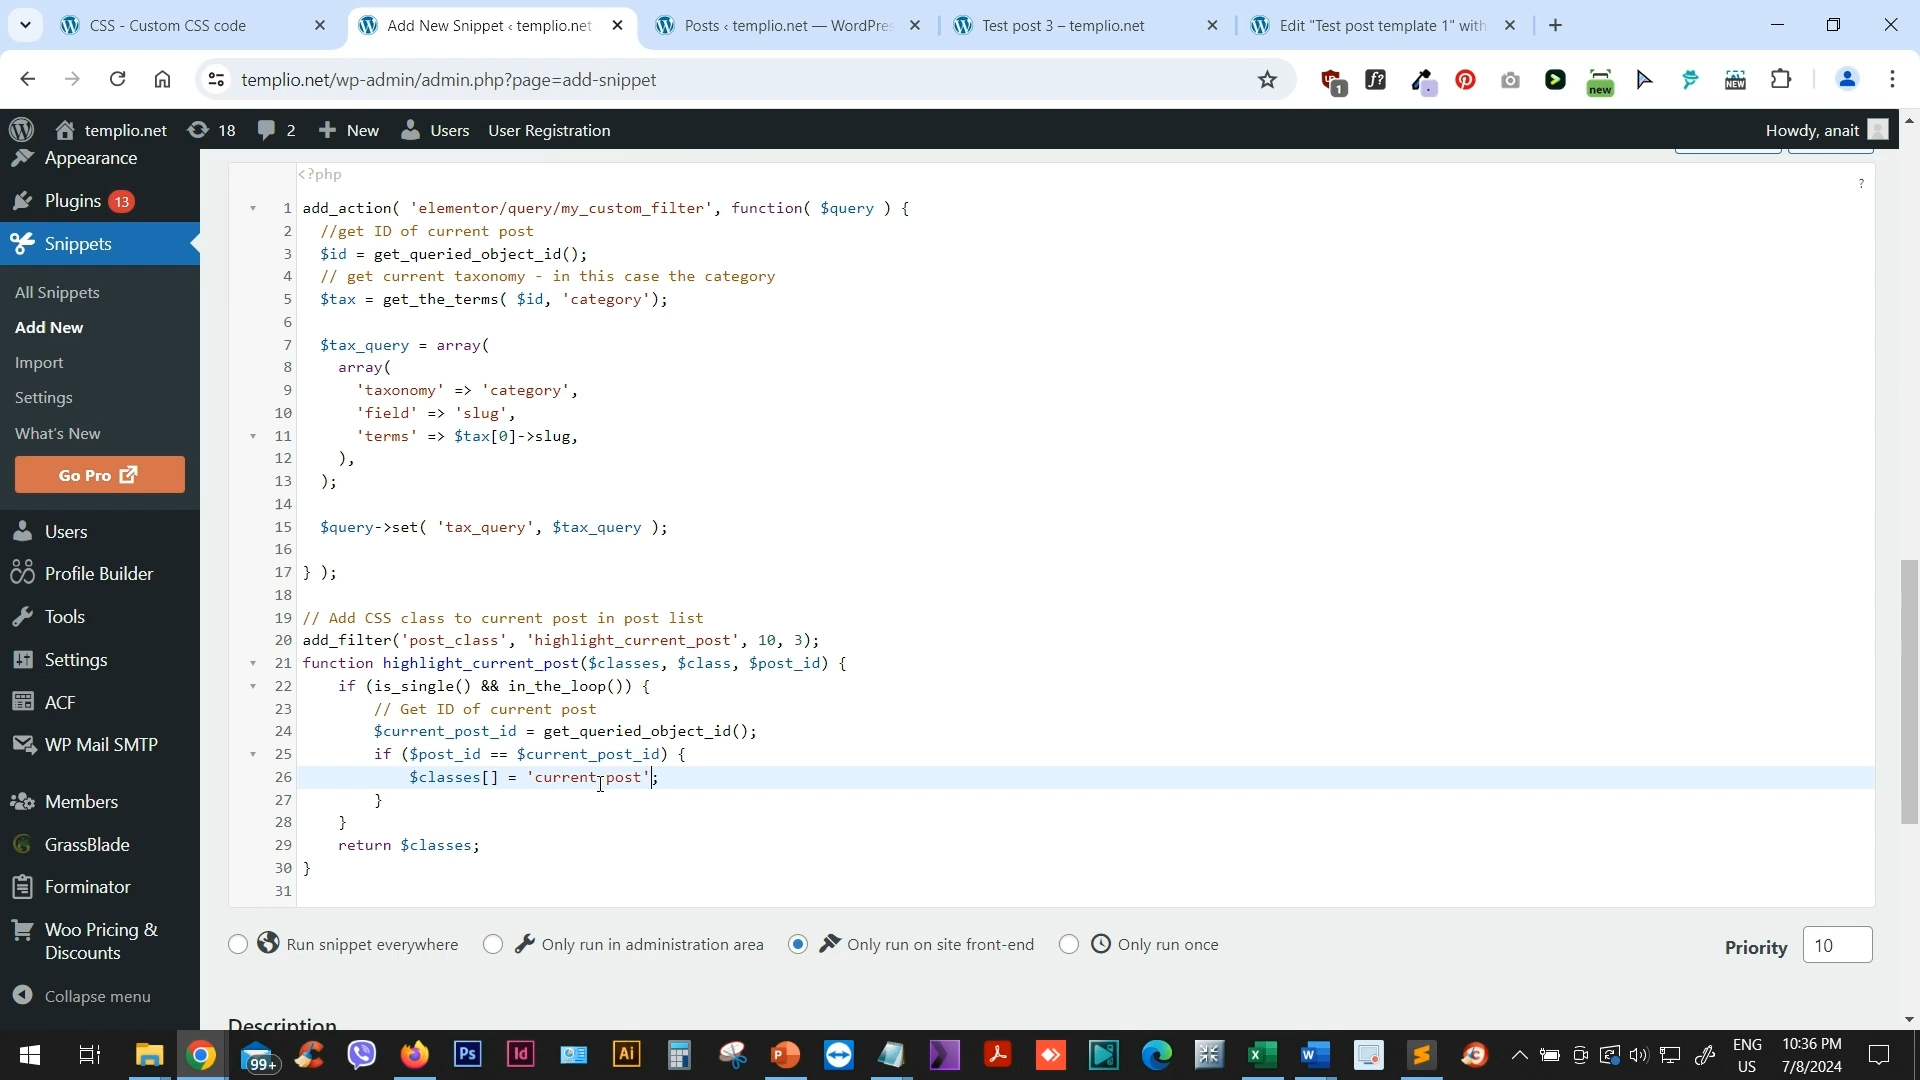 CSS - Custom CSS code
Add New Snippet ‹ templio.net
Posts ‹ templio.net — WordPres
Test post 3 – templio.net
Edit "Test post template 1" with
templio.net/wp-admin/admin.php?page=add-snippet
1
f?
new
NEW
templio.net
18
2
New
Users
User Registration
Howdy, anait
Appearance
Plugins 13
Snippets
All Snippets
Add New
Import
Settings
What's New
Go Pro
Users
Profile Builder
Tools
Settings
ACF
WP Mail SMTP
Members
GrassBlade
Forminator
Woo Pricing &
Discounts
Collapse menu
<?php
?
1 add_action( 'elementor/query/my_custom_filter', function( $query ) {
2 //get ID of current post
3 $id = get_queried_object_id();
4 // get current taxonomy - in this case the category
5 $tax = get_the_terms( $id, 'category');
6
7 $tax_query = array(
8 array(
9 'taxonomy' => 'category',
10 'field' => 'slug',
11 'terms' => $tax[0]->slug,
12 ),
13 );
14
15 $query->set( 'tax_query', $tax_query );
16
17 } );
18
19 // Add CSS class to current post in post list
20 add_filter('post_class', 'highlight_current_post', 10, 3);
21 function highlight_current_post($classes, $class, $post_id) {
22 if (is_single() && in_the_loop()) {
23 // Get ID of current post
24 $current_post_id = get_queried_object_id();
25 if ($post_id == $current_post_id) {
26 $classes[] = 'current-post';
27 }
28 }
29 return $classes;
30 }
31
Run snippet everywhere
Only run in administration area
Only run on site front-end
Only run once
Priority
10
Description
99+
Ps
Id
Ai
ENG
US
10:36 PM
7/8/2024